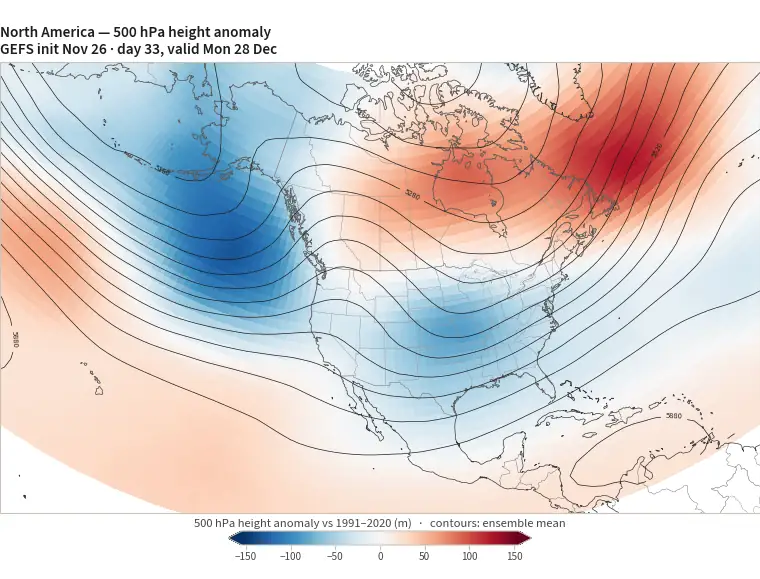 North America — 500 hPa height anomaly
GEFS init Nov 26 · day 33, valid Mon 28 Dec
5280
5880
5880
500 hPa height anomaly vs 1991–2020 (m) · contours: ensemble mean
−150 −100 −50 0 50 100 150